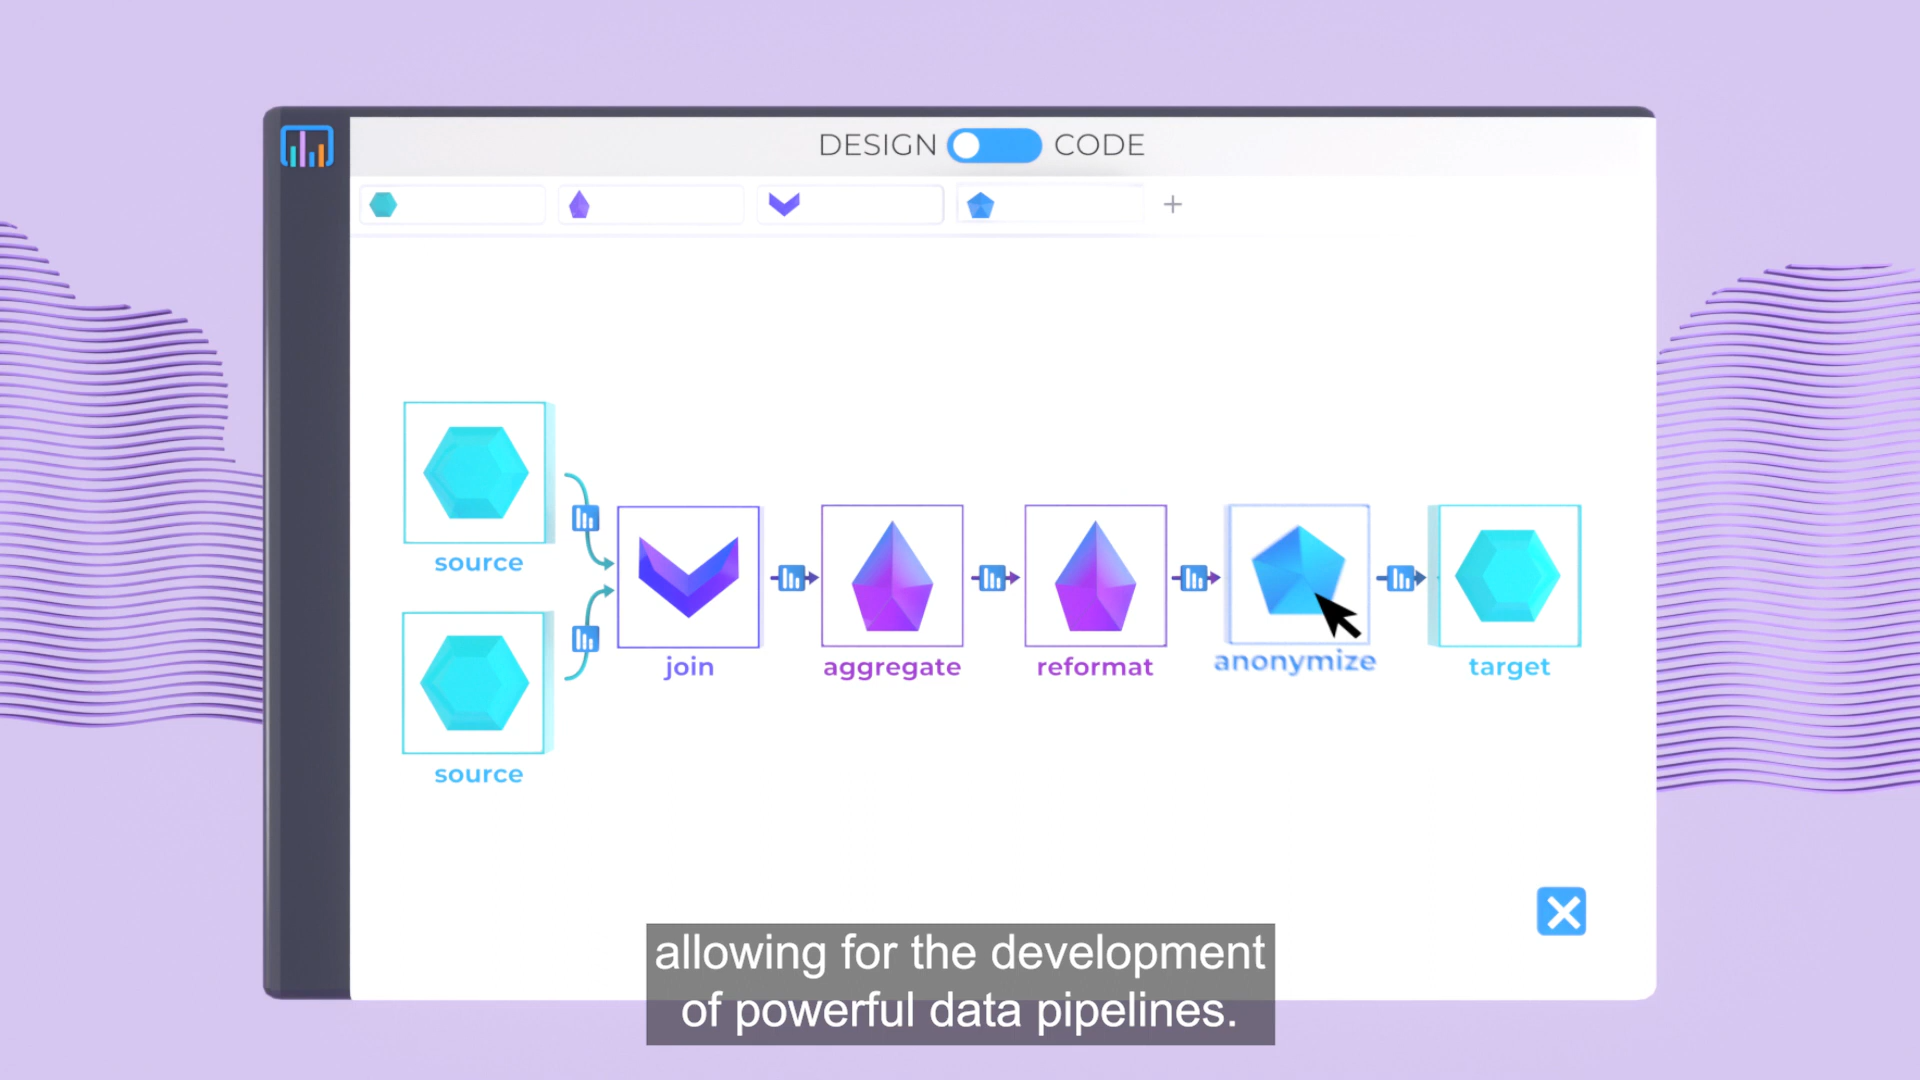 DESIGN CODE
source
source
join
aggregate
reformat
anonymize
target
allowing for the development
of powerful data pipelines.